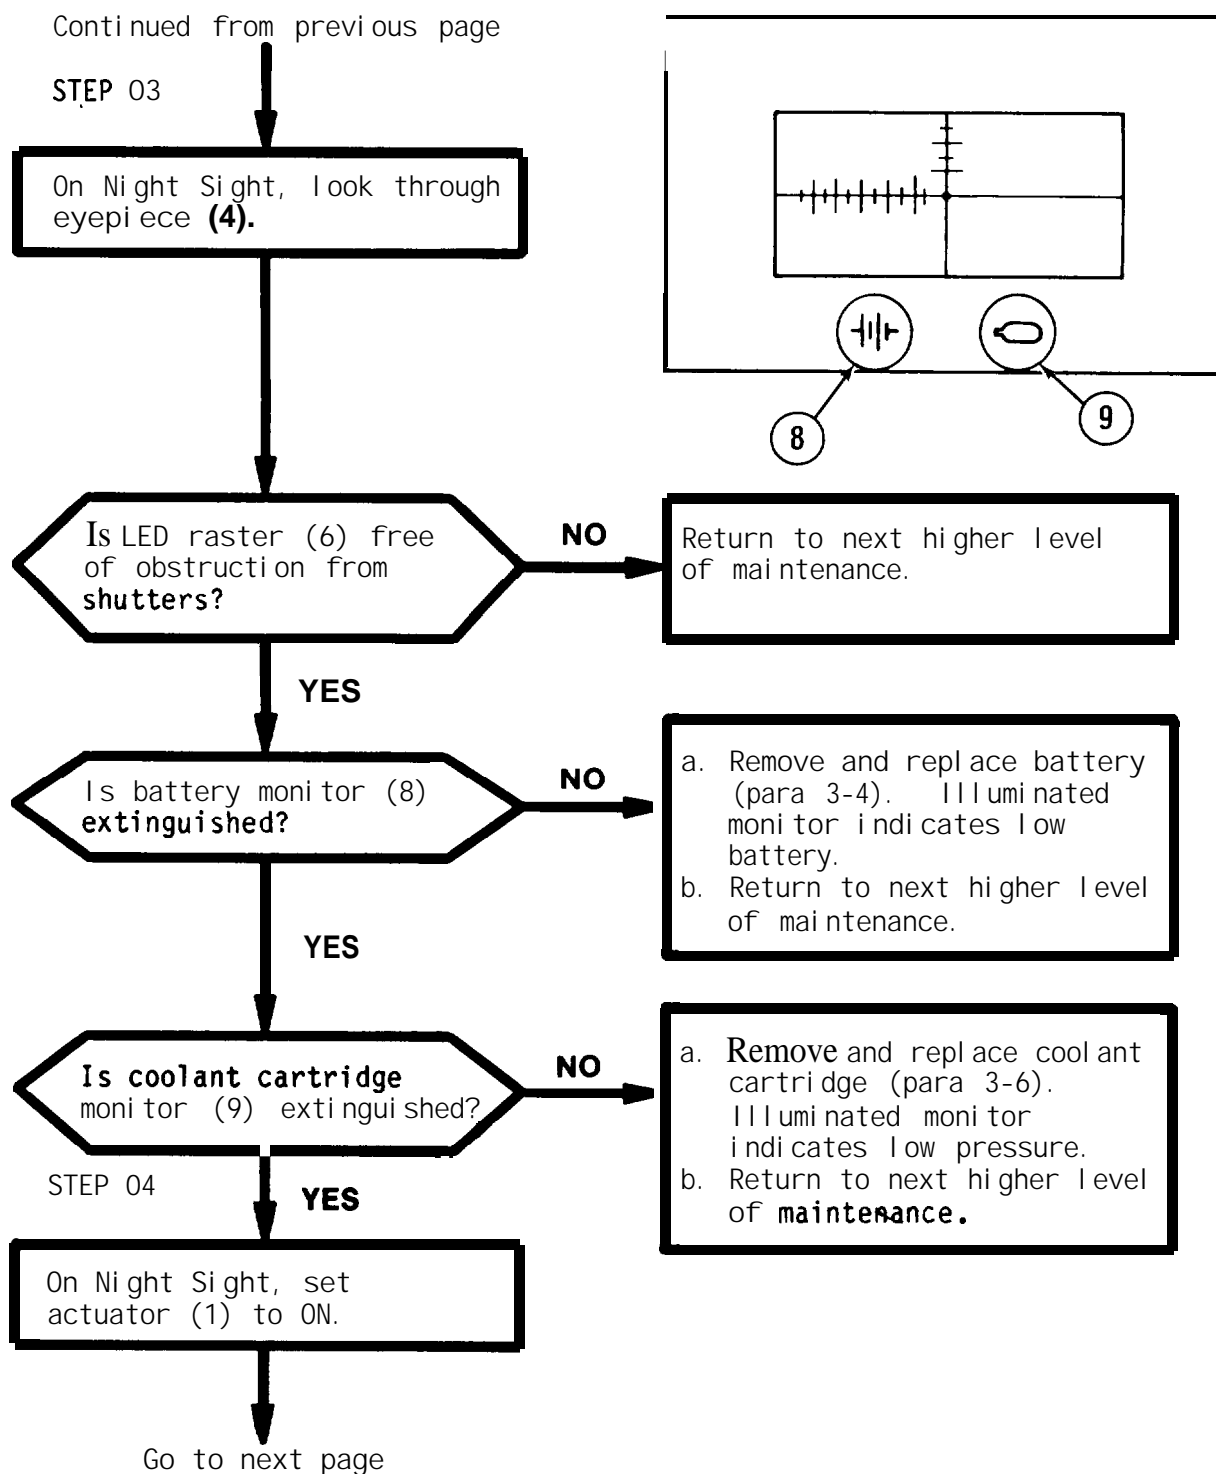 Continued from previous page
STEP 03
On Night Sight, look through
eyepiece (4).
8
9
Is LED raster (6) free
of obstruction from
shutters?
NO
Return to next higher level
of maintenance.
YES
Is battery monitor (8)
extinguished?
NO
a. Remove and replace battery
(para 3-4). Illuminated
monitor indicates low
battery.
b. Return to next higher level
of maintenance.
YES
Is coolant cartridge
monitor (9) extinguished?
NO
a. Remove and replace coolant
cartridge (para 3-6).
Illuminated monitor
indicates low pressure.
b. Return to next higher level
of maintenance.
STEP 04
YES
On Night Sight, set
actuator (1) to ON.
Go to next page